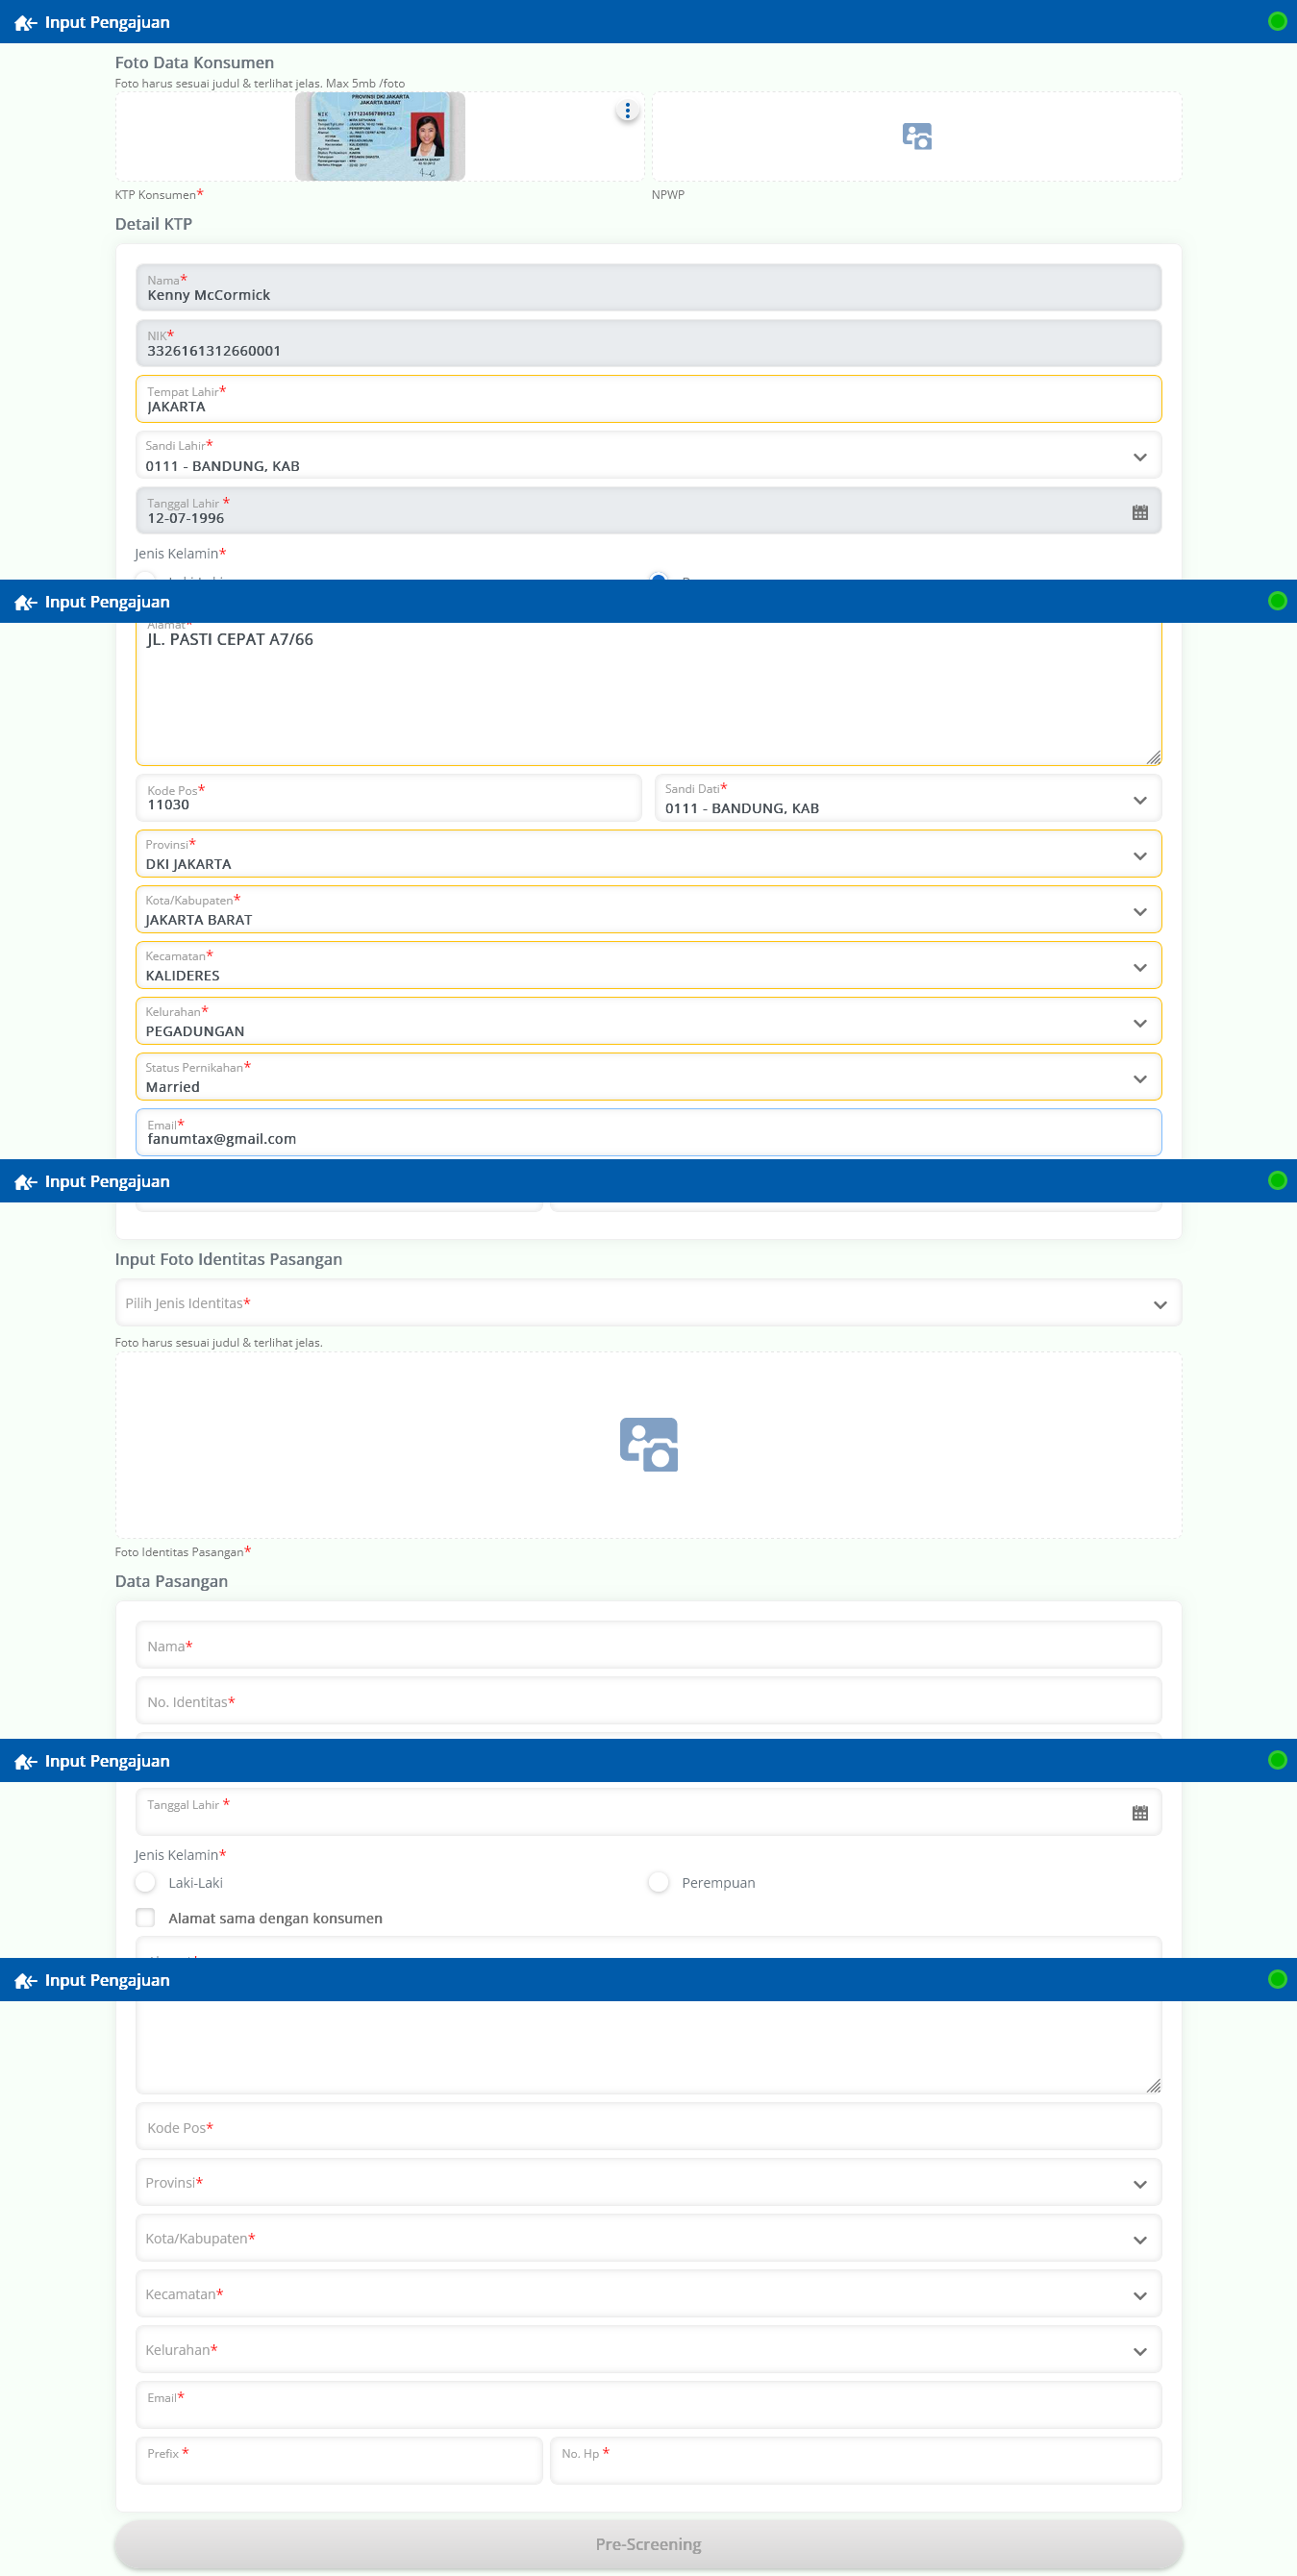 Input Pengajuan
Foto Data Konsumen
Foto harus sesuai judul & terlihat jelas. Max 5mb /foto
PROVINSI DKI JAKARTA
JAKARTA BARAT
NIK
JAKARTA BARAT
KTP Konsumen*
NPWP
Detail KTP
Nama*
Kenny McCormick
NIK*
3326161312660001
Tempat Lahir*
JAKARTA
Sandi Lahir*
0111 - BANDUNG, KAB
Tanggal Lahir *
12-07-1996
Jenis Kelamin*
Input Pengajuan
Alamat*
JL. PASTI CEPAT A7/66
Kode Pos*
11030
Sandi Dati*
0111 - BANDUNG, KAB
Provinsi*
DKI JAKARTA
Kota/Kabupaten*
JAKARTA BARAT
Kecamatan*
KALIDERES
Kelurahan*
PEGADUNGAN
Status Pernikahan*
Married
Email*
fanumtax@gmail.com
Input Pengajuan
Input Foto Identitas Pasangan
Pilih Jenis Identitas*
Foto harus sesuai judul & terlihat jelas.
Foto Identitas Pasangan*
Data Pasangan
Nama*
No. Identitas*
Input Pengajuan
Tanggal Lahir *
Jenis Kelamin*
Laki-Laki
Perempuan
Alamat sama dengan konsumen
Input Pengajuan
Kode Pos*
Provinsi*
Kota/Kabupaten*
Kecamatan*
Kelurahan*
Email*
Prefix *
No. Hp *
Pre-Screening